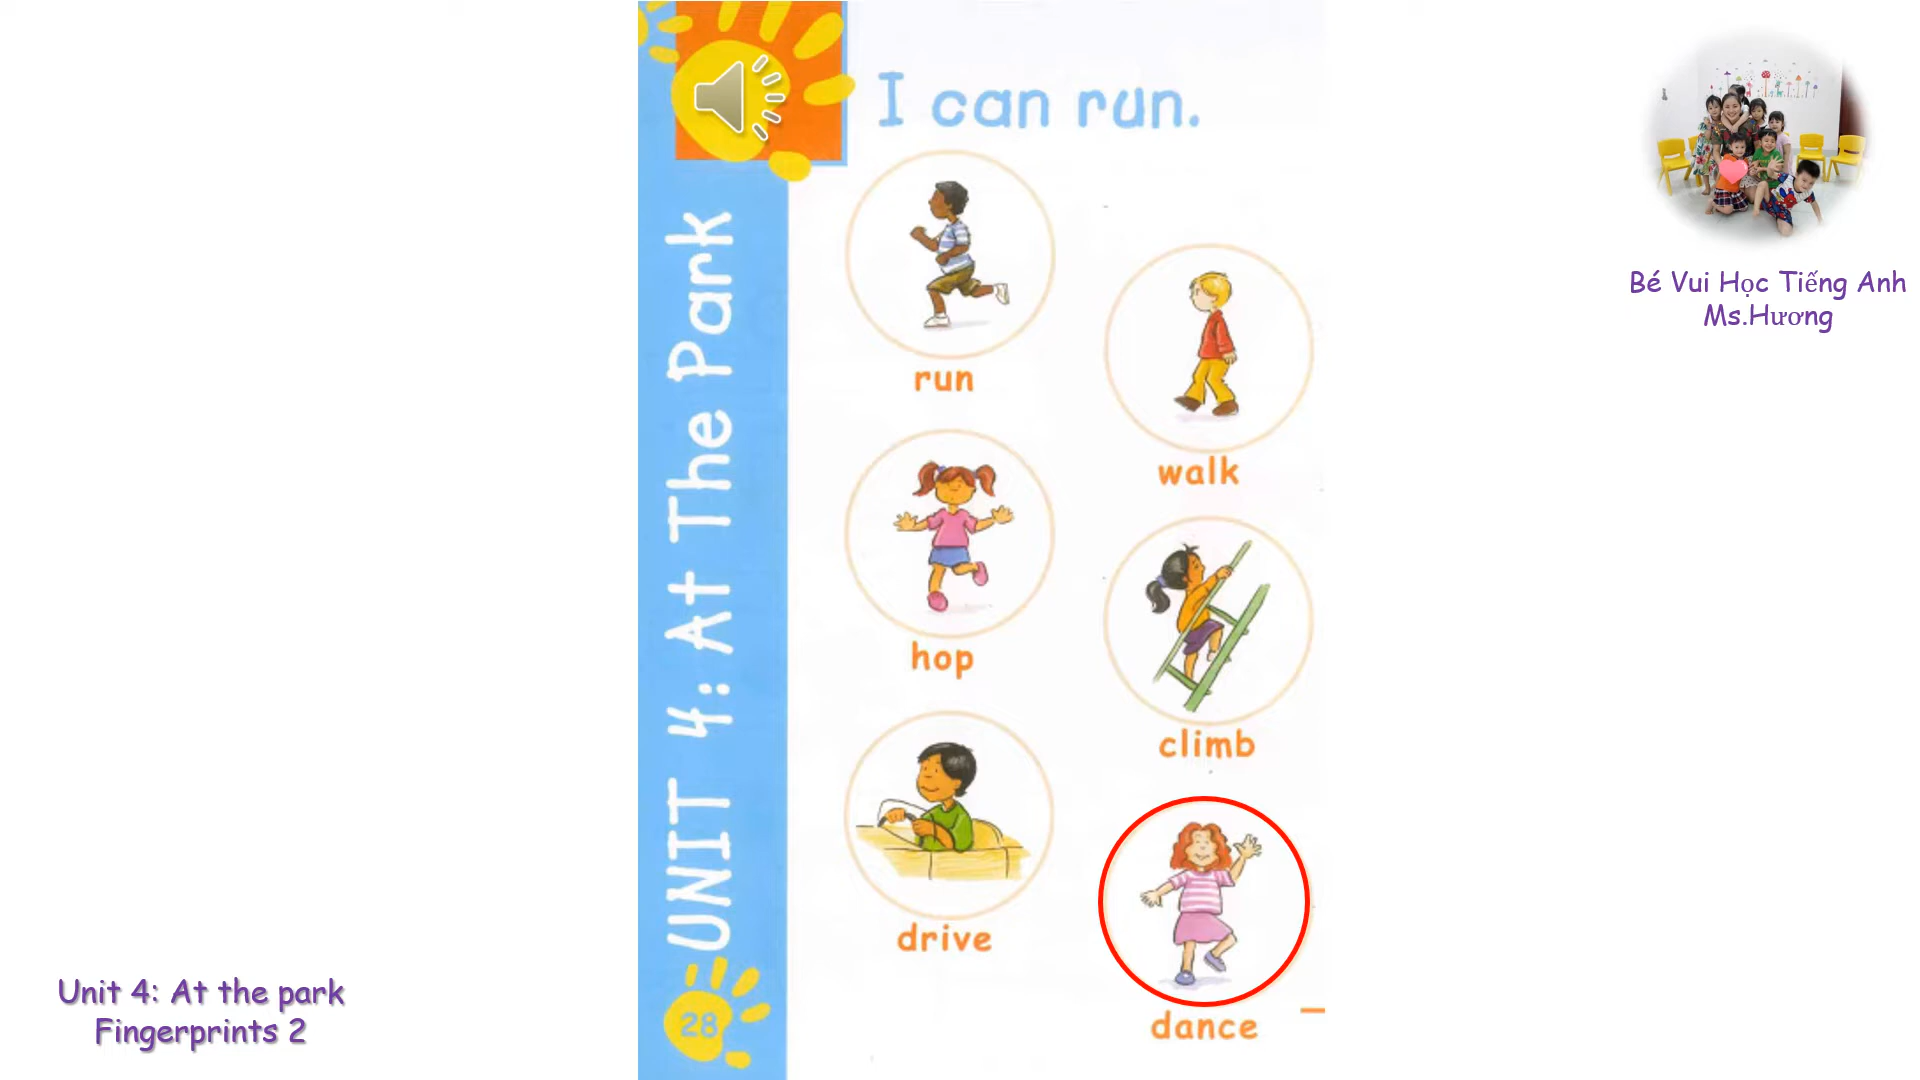 I can run.
run
walk
hop
climb
drive
dance
UNIT 4: At The Park
28
Bé Vui Học Tiếng Anh
Ms.Hương
Unit 4: At the park
Fingerprints 2